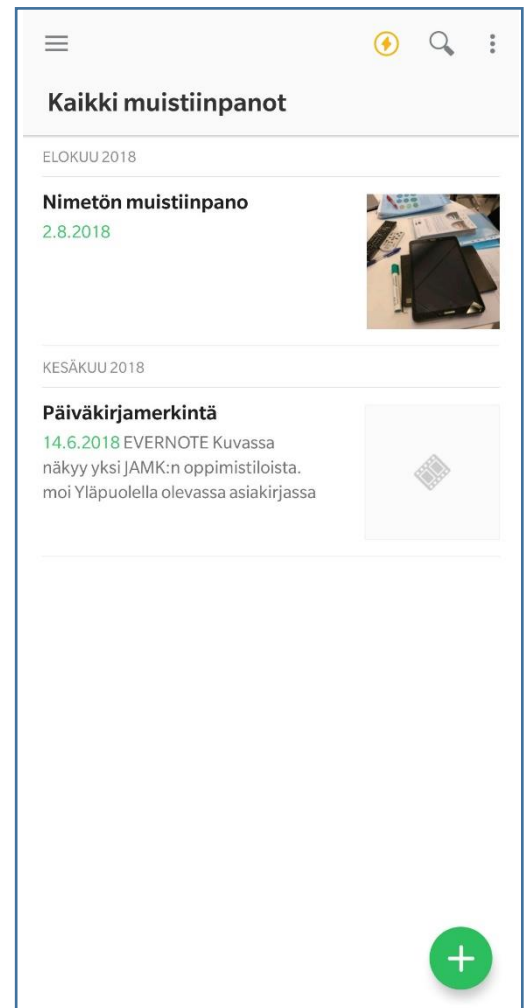 Kaikki muistiinpanot
ELOKUU 2018
Nimetön muistiinpano
2.8.2018
KESÄKUU 2018
Päiväkirjamerkintä
14.6.2018 EVERNOTE Kuvassa
näkyy yksi JAMK:n oppimistiloista.
moi Yläpuolella olevassa asiakirjassa